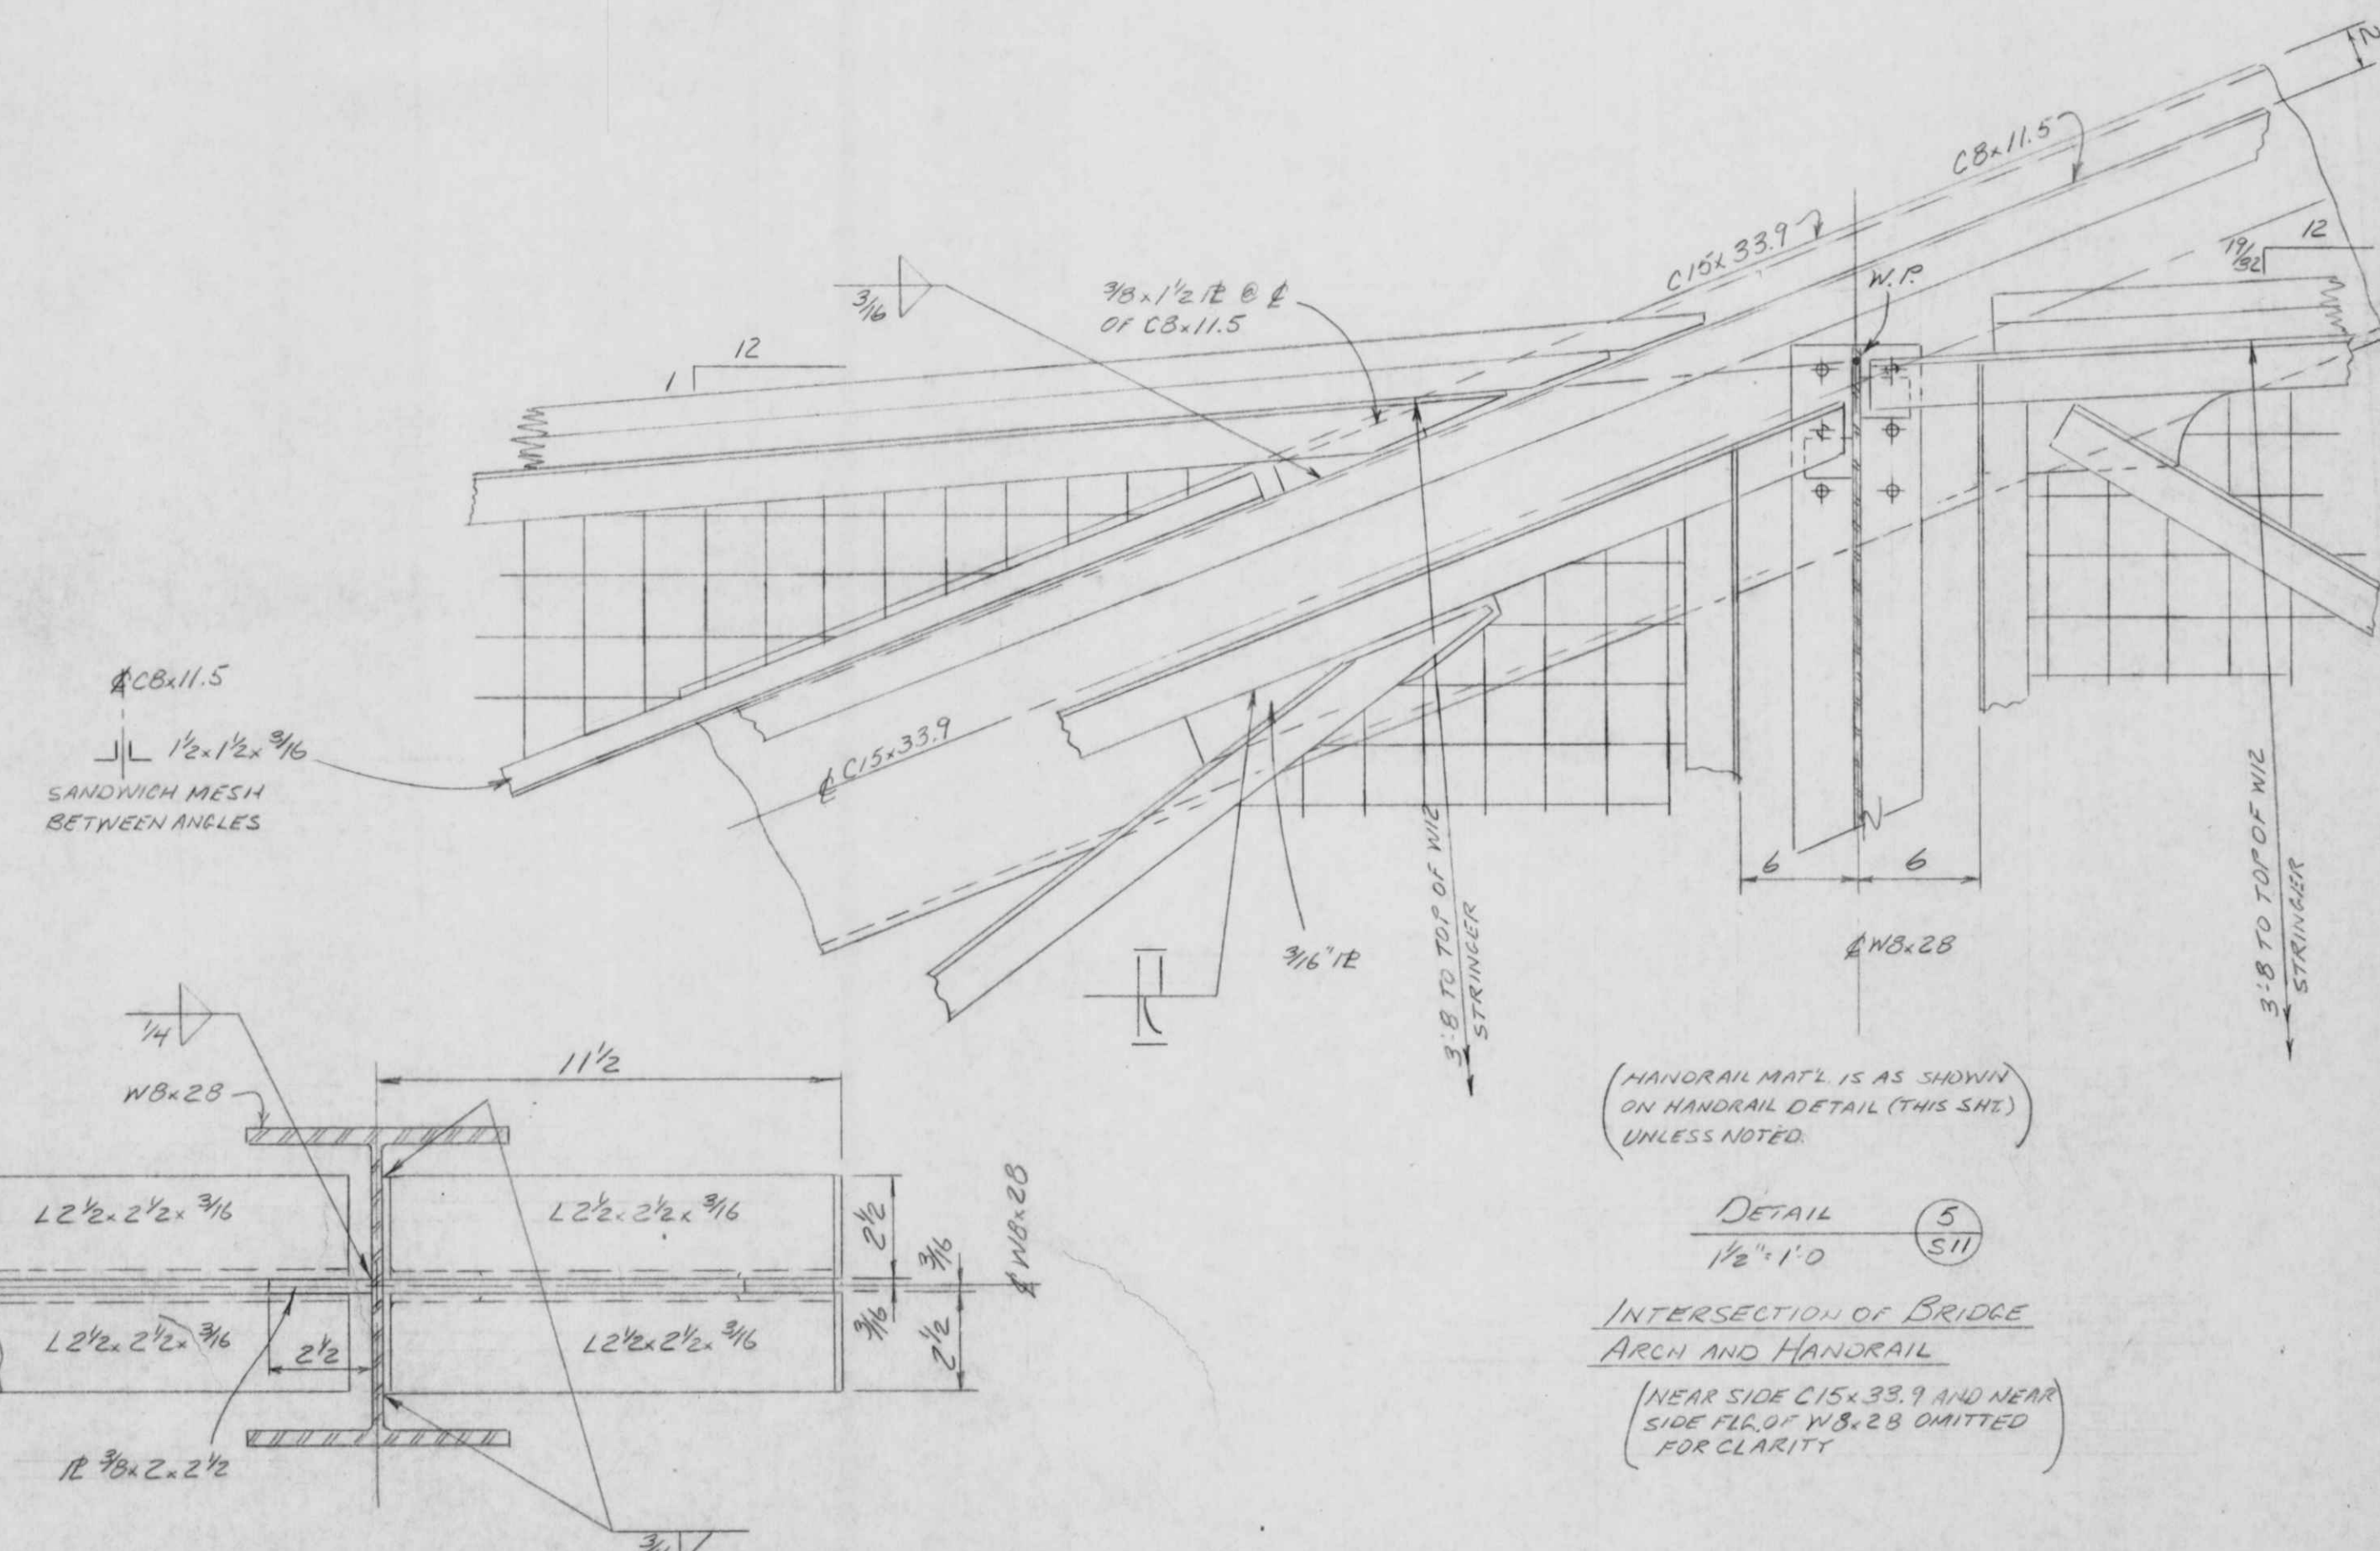 2
C8x11.5
C15x33.9
W.P.
12
19/32
3/16
3/8x1 1/2 ⅊ @ ℄
OF C8x11.5
12
1
℄C8x11.5
1 1/2x1 1/2x 3/16
SANDWICH MESH
BETWEEN ANGLES
℄C15x33.9
3/16" ⅊
3'-8 TO TOP OF W12
STRINGER
6
6
℄W8x28
3'-8 TO TOP OF W12
STRINGER
1/4
W8x28
11 1/2
L2 1/2x2 1/2x 3/16
L2 1/2x2 1/2x 3/16
2 1/2
3/16
℄W8x28
L2 1/2x2 1/2x 3/16
2 1/2
L2 1/2x2 1/2x 3/16
3/16
2 1/2
⅊ 3/8x2x2 1/2
(HANDRAIL MAT'L. IS AS SHOWN
ON HANDRAIL DETAIL (THIS SHT.)
UNLESS NOTED.)
DETAIL
5
S11
1 1/2"=1'-0
INTERSECTION OF BRIDGE
ARCH AND HANDRAIL
(NEAR SIDE C15x33.9 AND NEAR
SIDE FLG. OF W8x28 OMITTED
FOR CLARITY)